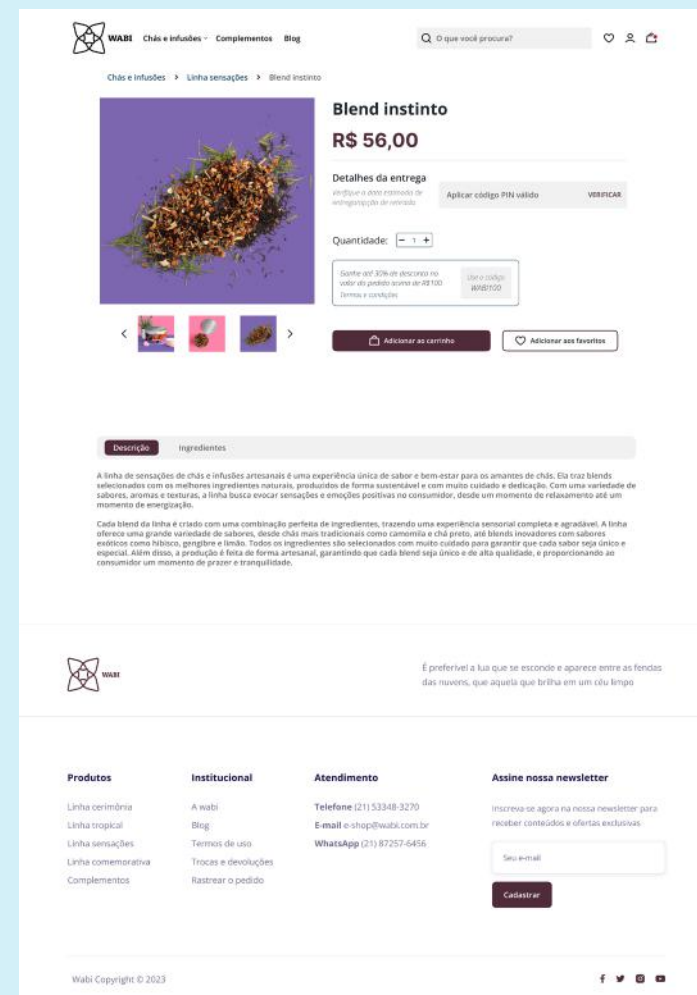 WABI Chás e infusões Complementos Blog O que você procura?
Chás e infusões > Linha sensações > Blend instinto
Blend instinto
R$ 56,00
Detalhes da entrega
Verifique a data estimada de
entrega/opção de retirada.
Aplicar código PIN válido VERIFICAR
Quantidade: - 1 +
Ganhe até 30% de desconto no
valor do pedido acima de R$100
Termos e condições
Use o código
WABI100
Adicionar ao carrinho Adicionar aos favoritos
Descrição Ingredientes
A linha de sensações de chás e infusões artesanais é uma experiência única de sabor e bem-estar para os amantes de chás. Ela traz blends
selecionados com os melhores ingredientes naturais, produzidos de forma sustentável e com muito cuidado e dedicação. Com uma variedade de
sabores, aromas e texturas, a linha busca evocar sensações e emoções positivas no consumidor, desde um momento de relaxamento até um
momento de energização.
Cada blend da linha é criado com uma combinação perfeita de ingredientes, trazendo uma experiência sensorial completa e agradável. A linha
oferece uma grande variedade de sabores, desde chás mais tradicionais como camomila e chá preto, até blends inovadores com sabores
exóticos como hibisco, gengibre e limão. Todos os ingredientes são selecionados com muito cuidado para garantir que cada sabor seja único e
especial. Além disso, a produção é feita de forma artesanal, garantindo que cada blend seja único e de alta qualidade, e proporcionando ao
consumidor um momento de prazer e tranquilidade.
WABI
É preferível a lua que se esconde e aparece entre as fendas
das nuvens, que aquela que brilha em um céu limpo
Produtos
Linha cerimônia
Linha tropical
Linha sensações
Linha comemorativa
Complementos
Institucional
A wabi
Blog
Termos de uso
Trocas e devoluções
Rastrear o pedido
Atendimento
Telefone (21) 53348-3270
E-mail e-shop@wabi.com.br
WhatsApp (21) 87257-6456
Assine nossa newsletter
Inscreva-se agora na nossa newsletter para
receber conteúdos e ofertas exclusivas
Seu e-mail
Cadastrar
Wabi Copyright © 2023